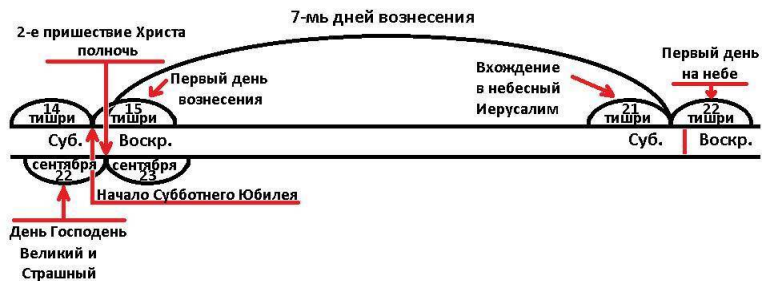 7-мь дней вознесения
2-е пришествие Христа
полночь
Первый день
вознесения
Вхождение
в небесный
Иерусалим
Первый день
на небе
14
тишри
15
тишри
21
тишри
22
тишри
Суб.
Воскр.
Суб.
Воскр.
сентября
22
сентября
23
Начало Субботнего Юбилея
День Господень
Великий и
Страшный